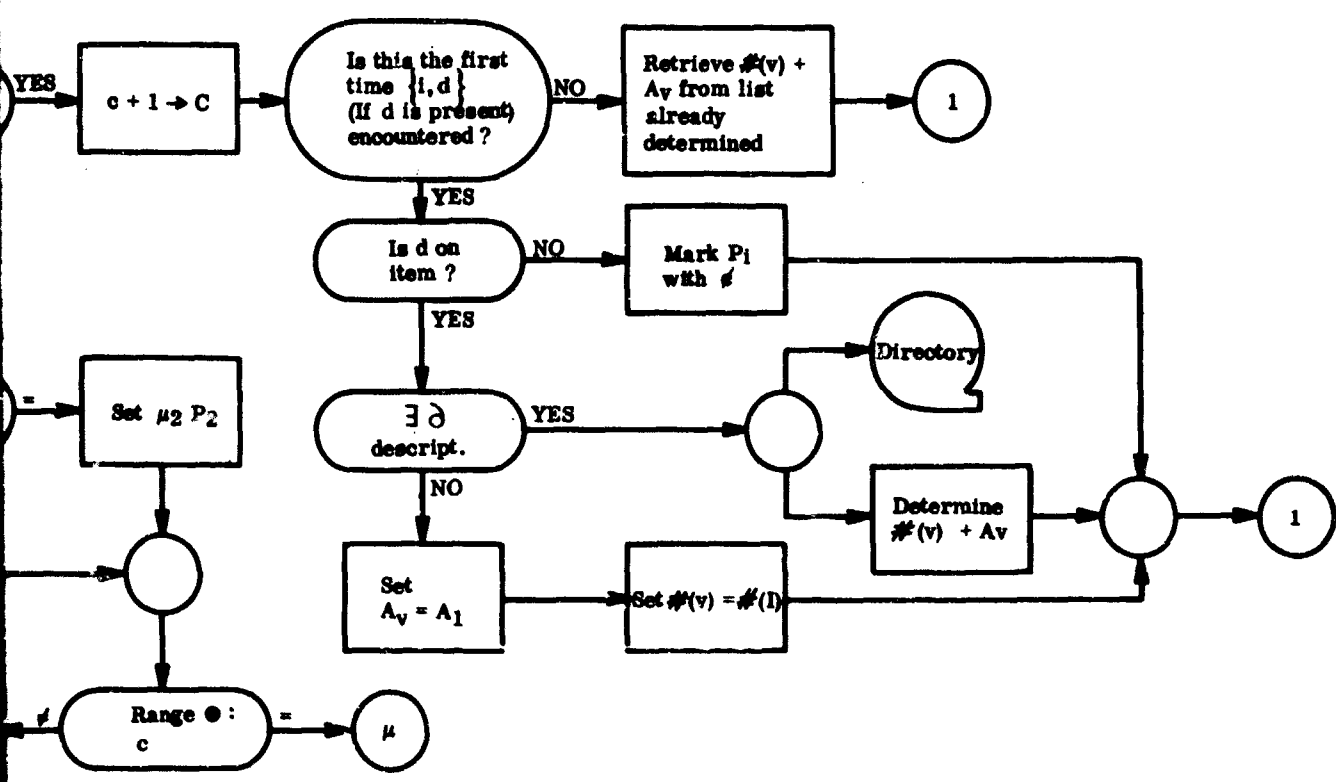 YES
c + 1 → C
Is this the first
time {i, d}
(If d is present)
encountered ?
NO
Retrieve #(v) +
Av from list
already
determined
1
YES
Is d on
item ?
NO
Mark Pi
with ≠
YES
Directory
=
Set μ2 P2
∃ ∂
descript.
YES
NO
Determine
#(v) + Av
1
Set
Av = A1
Set #(v) = #(I)
≠
Range ● :
c
=
μ